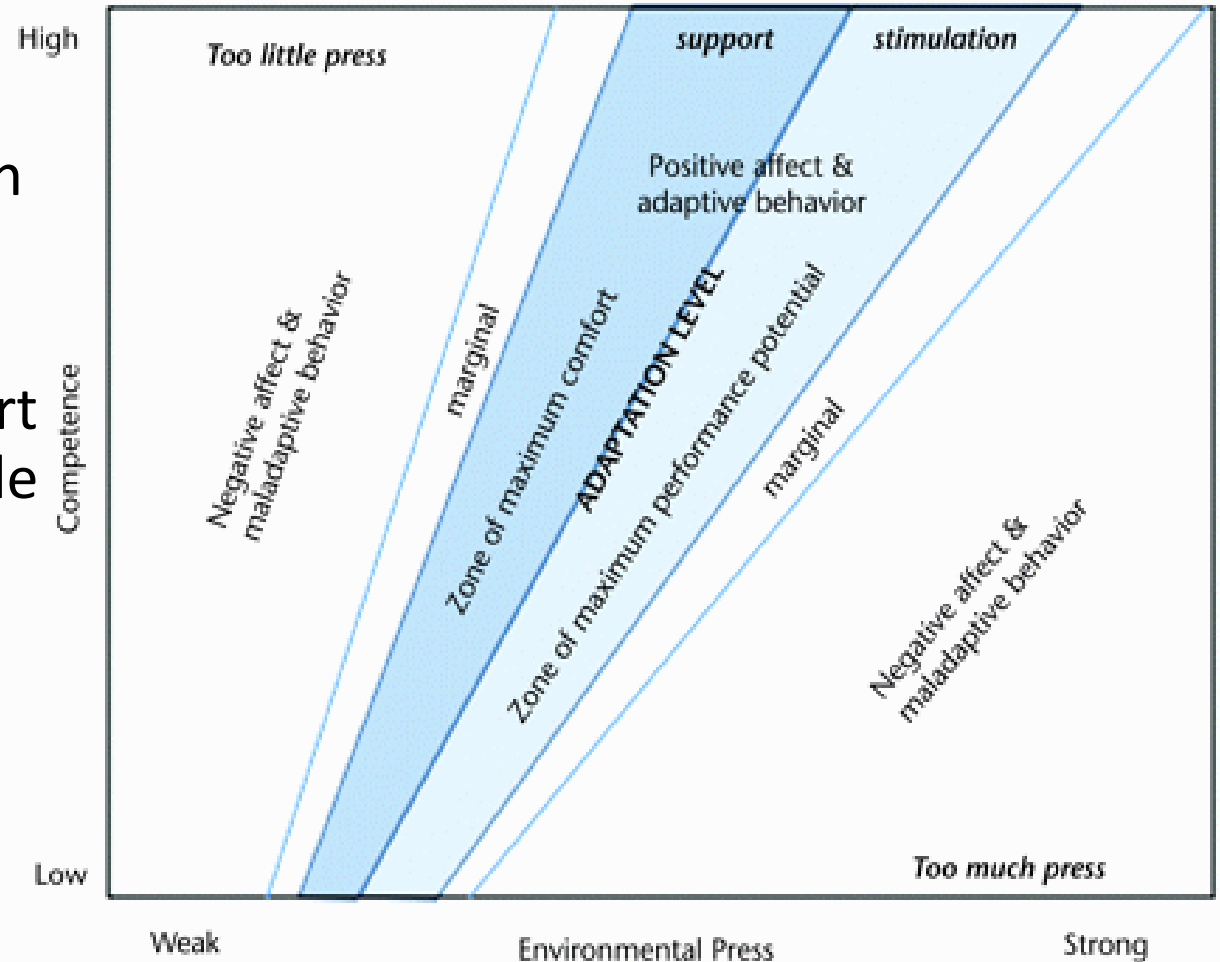 High
Too little press
support
stimulation
n
Positive affect &
adaptive behavior
Negative affect &
maladaptive behavior
marginal
Zone of maximum comfort
ADAPTATION LEVEL
Zone of maximum performance potential
marginal
rt
le
Competence
Negative affect &
maladaptive behavior
Too much press
Low
Weak
Environmental Press
Strong